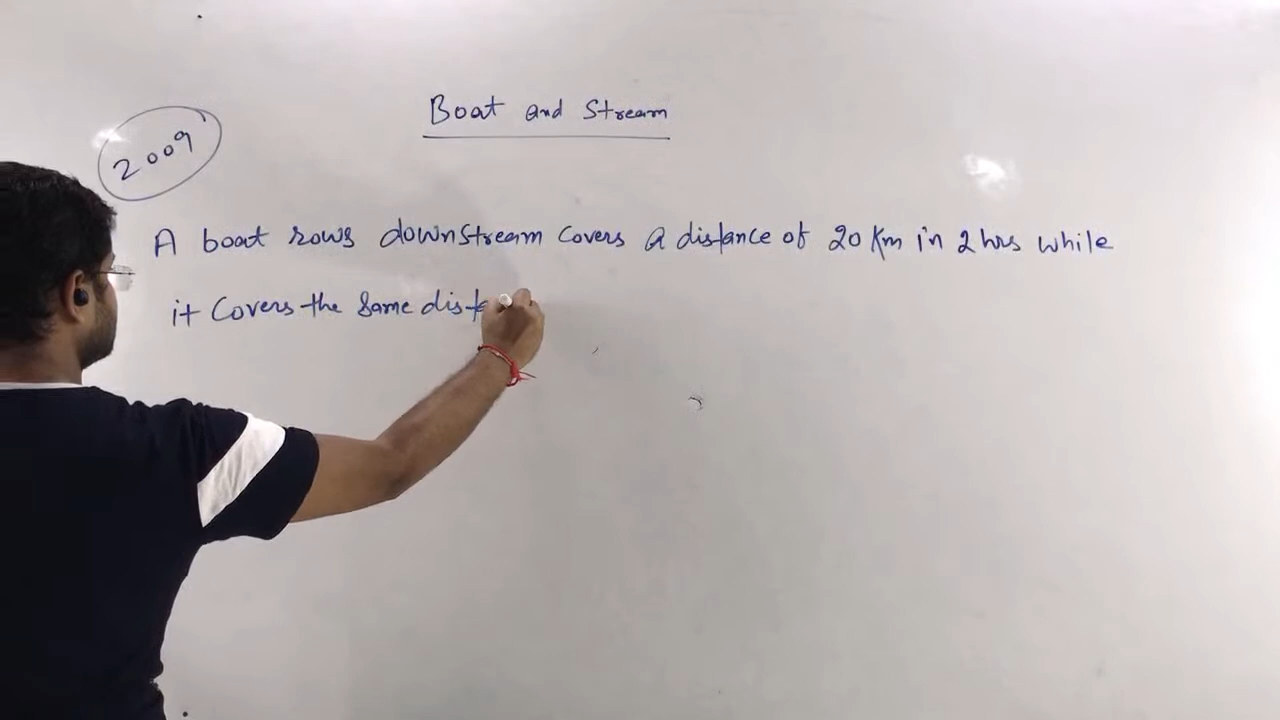 Boat and Stream
2009
A boat rows downstream covers a distance of 20 Km in 2 hrs while
it Covers the Same